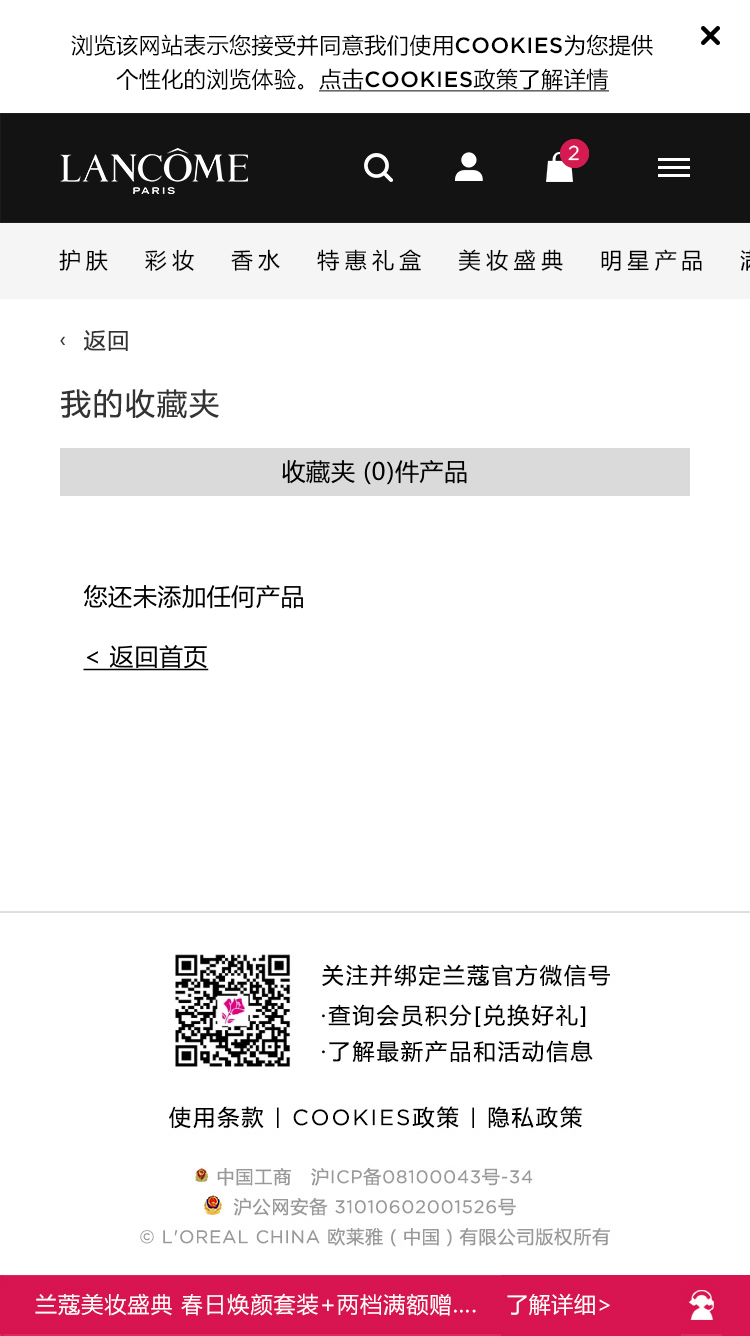 浏览该网站表示您接受并同意我们使用COOKIES为您提供
个性化的浏览体验。点击COOKIES政策了解详情
LANCÔME
PARIS
2
护肤 彩妆 香水 特惠礼盒 美妆盛典 明星产品
‹ 返回
我的收藏夹
收藏夹 (0)件产品
您还未添加任何产品
< 返回首页
关注并绑定兰蔻官方微信号
·查询会员积分[兑换好礼]
·了解最新产品和活动信息
使用条款 | COOKIES政策 | 隐私政策
中国工商 沪ICP备08100043号-34
沪公网安备 31010602001526号
© L'OREAL CHINA 欧莱雅 ( 中国 ) 有限公司版权所有
兰蔻美妆盛典 春日焕颜套装+两档满额赠.... 了解详细>